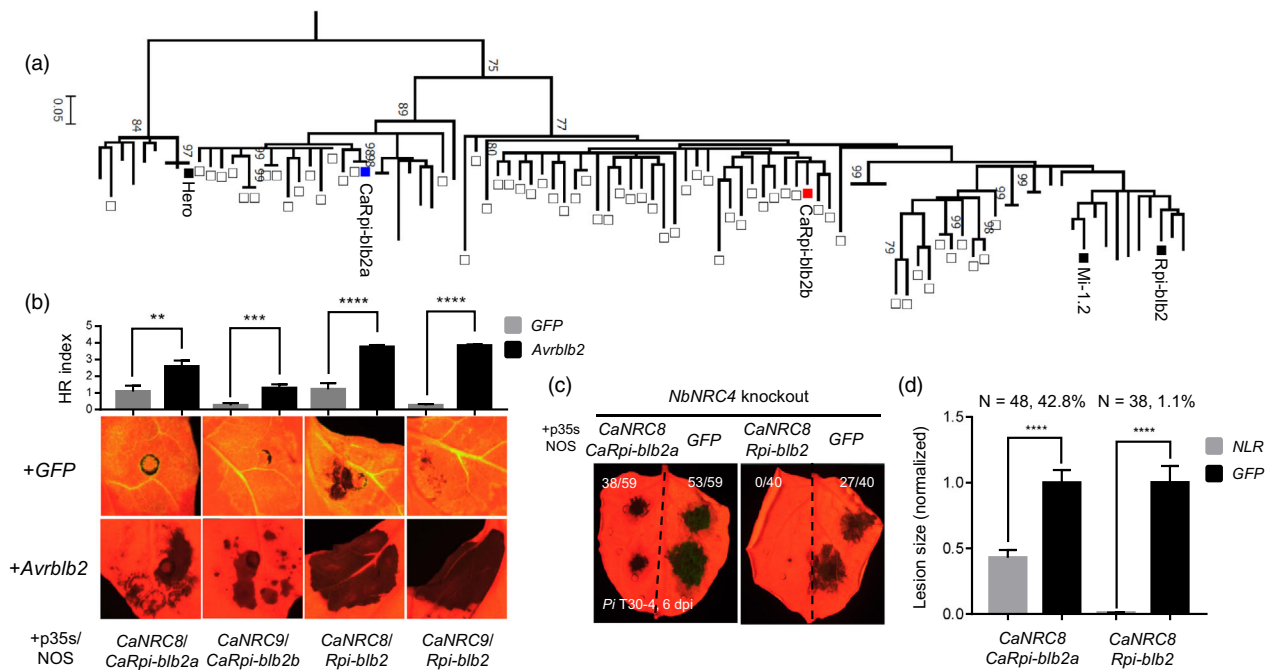 (a)
0.05
75
89
84
77
97
99
99
98
98
80
99
99
99
99
98
79
Hero
CaRpi-blb2a
CaRpi-blb2b
Mi-1.2
Rpi-blb2
(b)
HR index
5
4
3
2
1
0
**
***
****
****
GFP
Avrblb2
+GFP
+Avrblb2
+p35s/
NOS
CaNRC8/
CaRpi-blb2a
CaNRC9/
CaRpi-blb2b
CaNRC8/
Rpi-blb2
CaNRC9/
Rpi-blb2
(c)
NbNRC4 knockout
+p35s
NOS
CaNRC8
CaRpi-blb2a
GFP
CaNRC8
Rpi-blb2
GFP
38/59
53/59
0/40
27/40
Pi T30-4, 6 dpi
(d)
N = 48, 42.8%
N = 38, 1.1%
Lesion size (normalized)
1.5
1.0
0.5
0.0
****
****
NLR
GFP
CaNRC8
CaRpi-blb2a
CaNRC8
Rpi-blb2